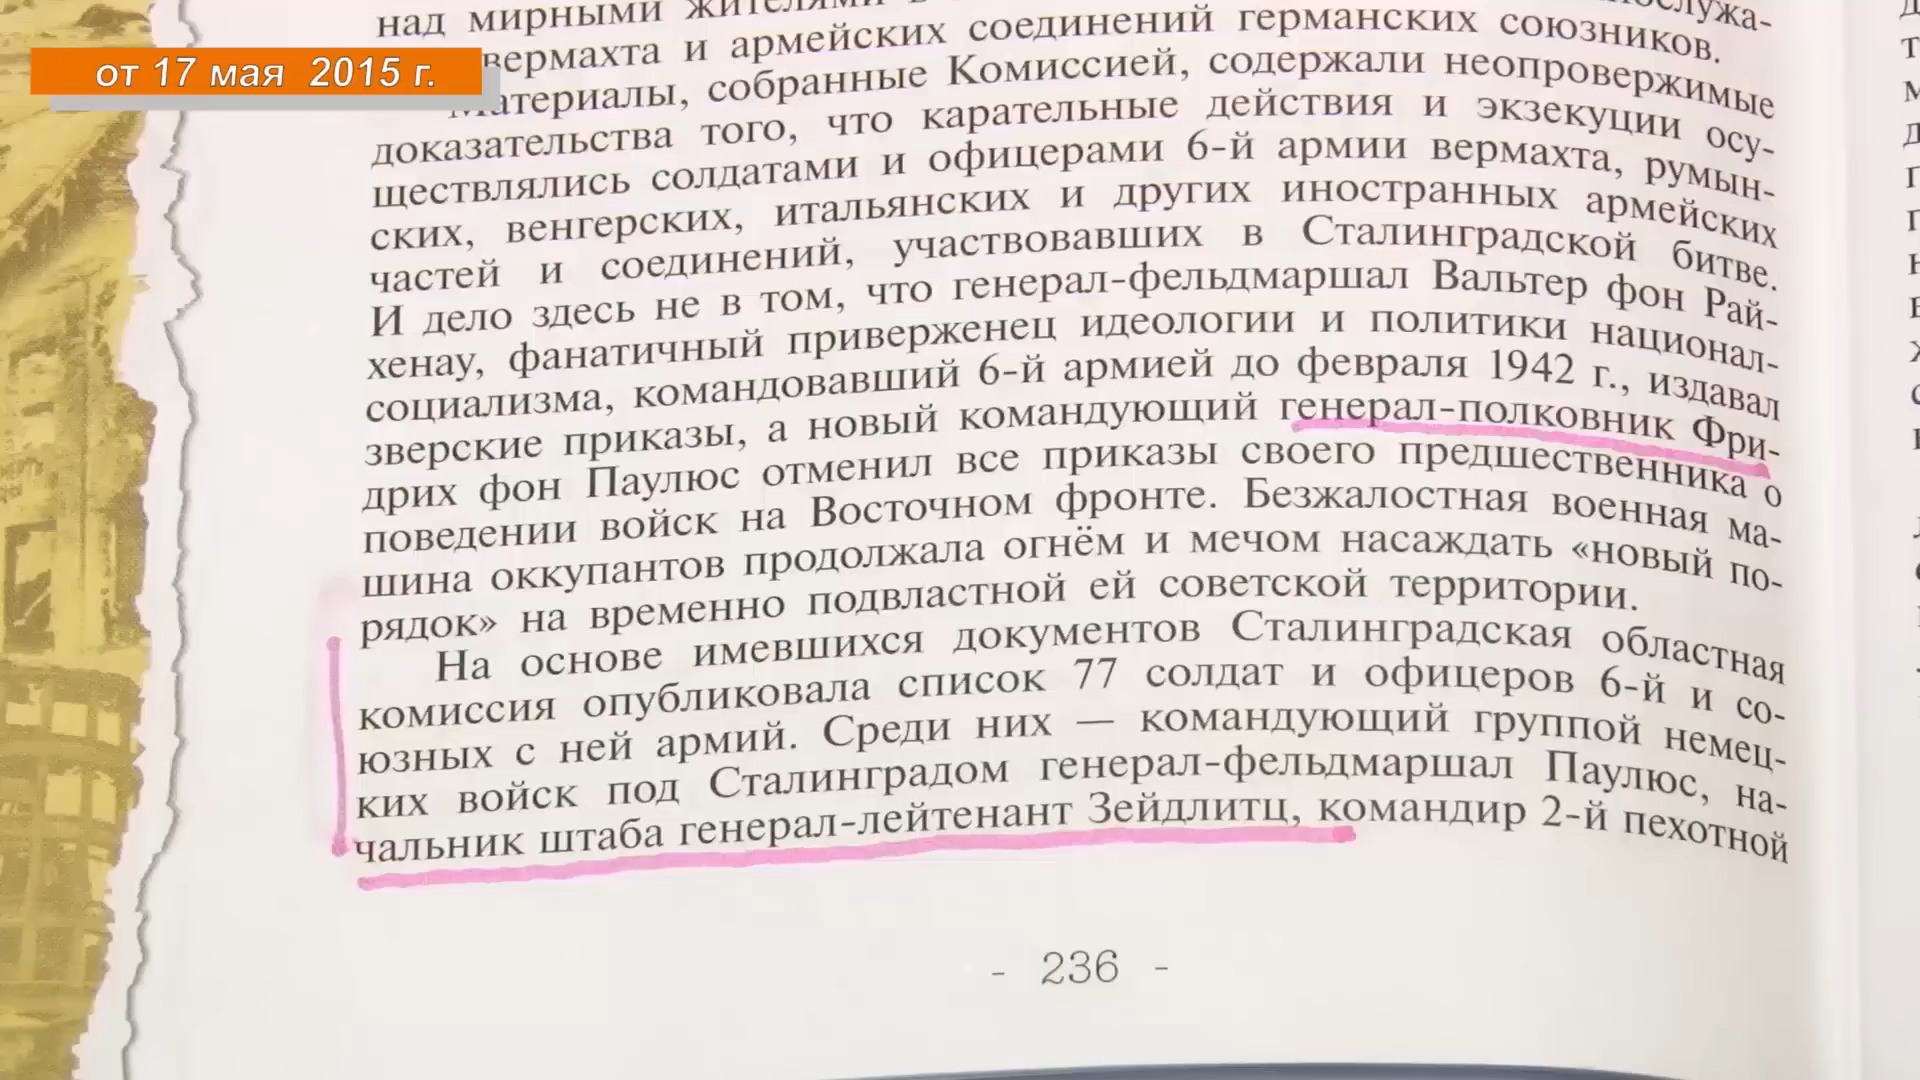 от 17 мая 2015 г.
над мирными жителями
вермахта и армейских соединений германских союзников.
Материалы, собранные Комиссией, содержали неопровержимые
доказательства того, что карательные действия и экзекуции осу-
ществлялись солдатами и офицерами 6-й армии вермахта, румын-
ских, венгерских, итальянских и других иностранных армейских
частей и соединений, участвовавших в Сталинградской битве.
И дело здесь не в том, что генерал-фельдмаршал Вальтер фон Рай-
хенау, фанатичный приверженец идеологии и политики национал-
социализма, командовавший 6-й армией до февраля 1942 г., издавал
зверские приказы, а новый командующий генерал-полковник Фри-
дрих фон Паулюс отменил все приказы своего предшественника о
поведении войск на Восточном фронте. Безжалостная военная ма-
шина оккупантов продолжала огнём и мечом насаждать «новый по-
рядок» на временно подвластной ей советской территории.
На основе имевшихся документов Сталинградская областная
комиссия опубликовала список 77 солдат и офицеров 6-й и со-
юзных с ней армий. Среди них — командующий группой немец-
ких войск под Сталинградом генерал-фельдмаршал Паулюс, на-
чальник штаба генерал-лейтенант Зейдлитц, командир 2-й пехотной
- 236 -